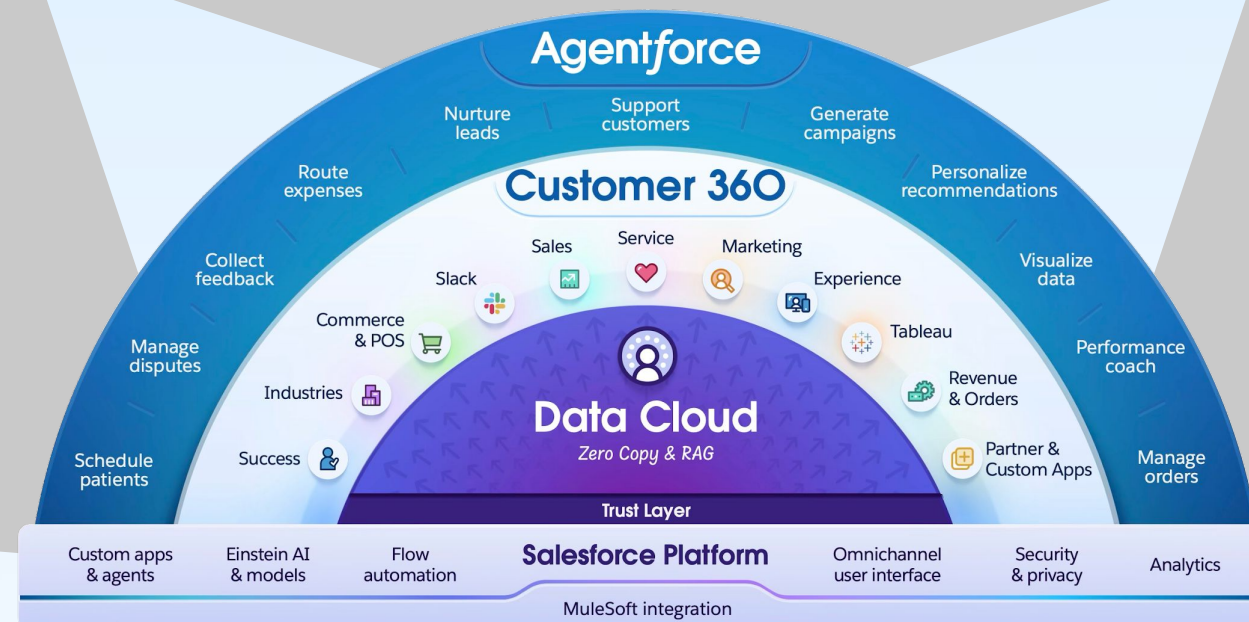 Agentforce
Schedule
patients
Manage
disputes
Collect
feedback
Route
expenses
Nurture
leads
Support
customers
Generate
campaigns
Personalize
recommendations
Visualize
data
Performance
coach
Manage
orders
Customer 360
Success
Industries
Commerce
& POS
Slack
Sales
Service
Marketing
Experience
Tableau
Revenue
& Orders
Partner &
Custom Apps
Data Cloud
Zero Copy & RAG
Trust Layer
Custom apps
& agents
Einstein AI
& models
Flow
automation
Salesforce Platform
Omnichannel
user interface
Security
& privacy
Analytics
MuleSoft integration